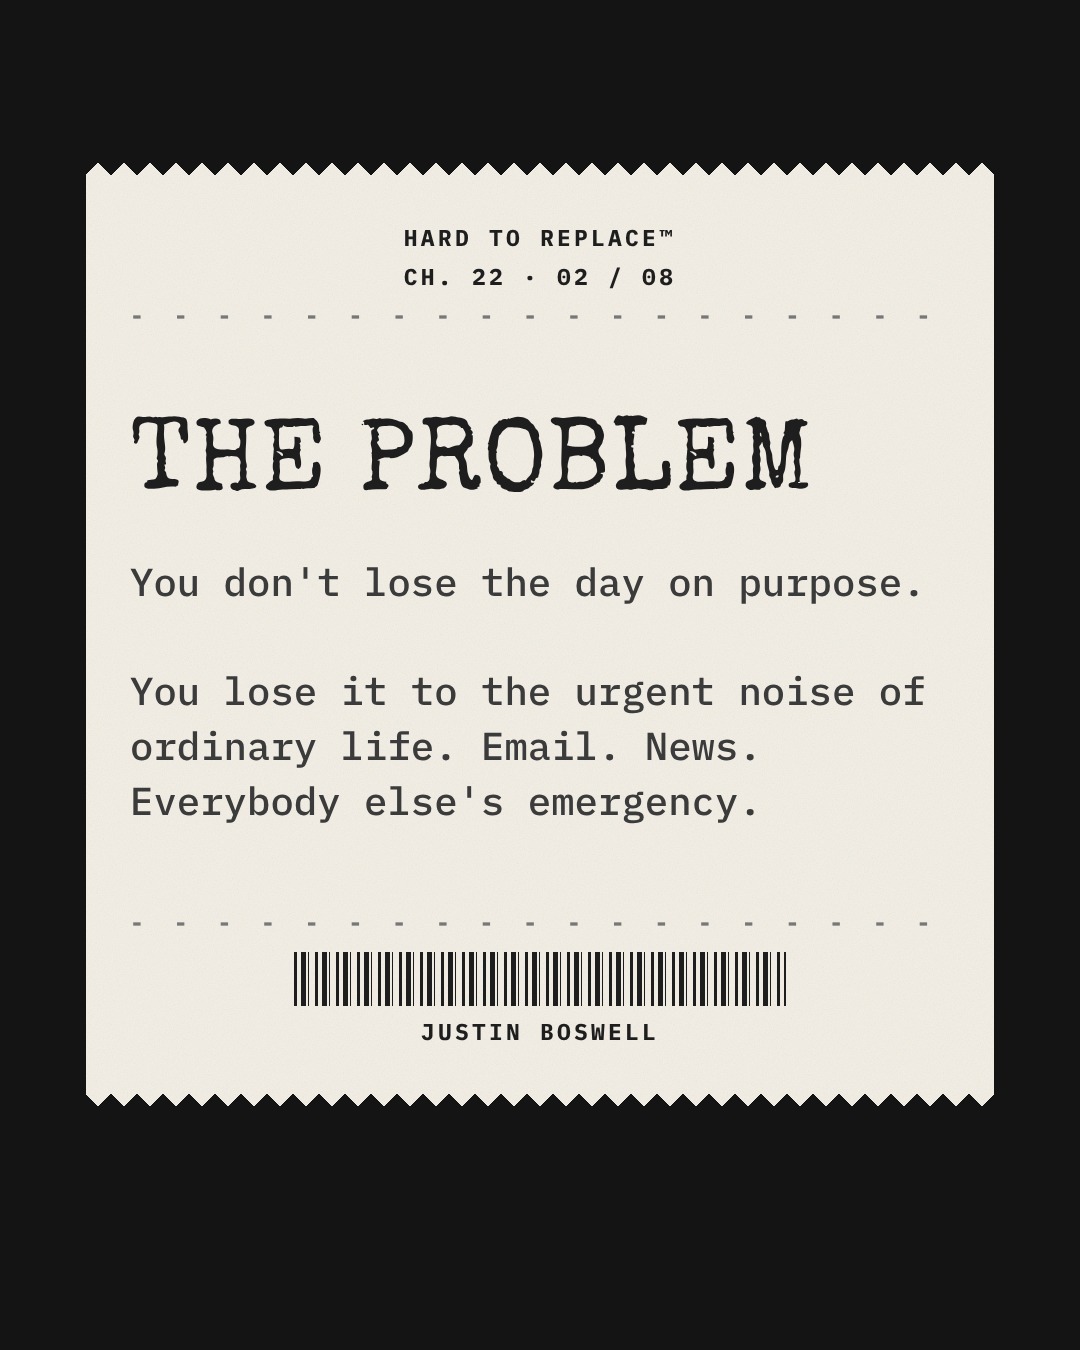 HARD TO REPLACE™
CH. 22 · 02 / 08
- - - - - - - - - - - - - - - - - - -
THE PROBLEM
You don't lose the day on purpose.
You lose it to the urgent noise of
ordinary life. Email. News.
Everybody else's emergency.
- - - - - - - - - - - - - - - - - - -
JUSTIN BOSWELL